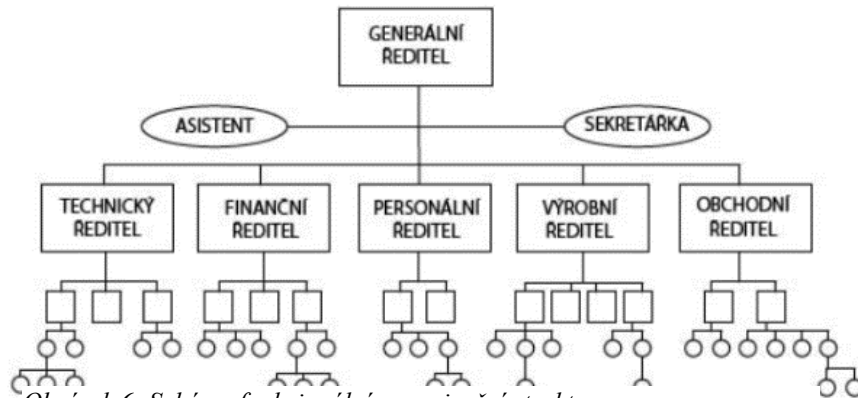 GENERÁLNÍ
ŘEDITEL
ASISTENT
SEKRETÁŘKA
TECHNICKÝ
ŘEDITEL
FINANČNÍ
ŘEDITEL
PERSONÁLNÍ
ŘEDITEL
VÝROBNÍ
ŘEDITEL
OBCHODNÍ
ŘEDITEL